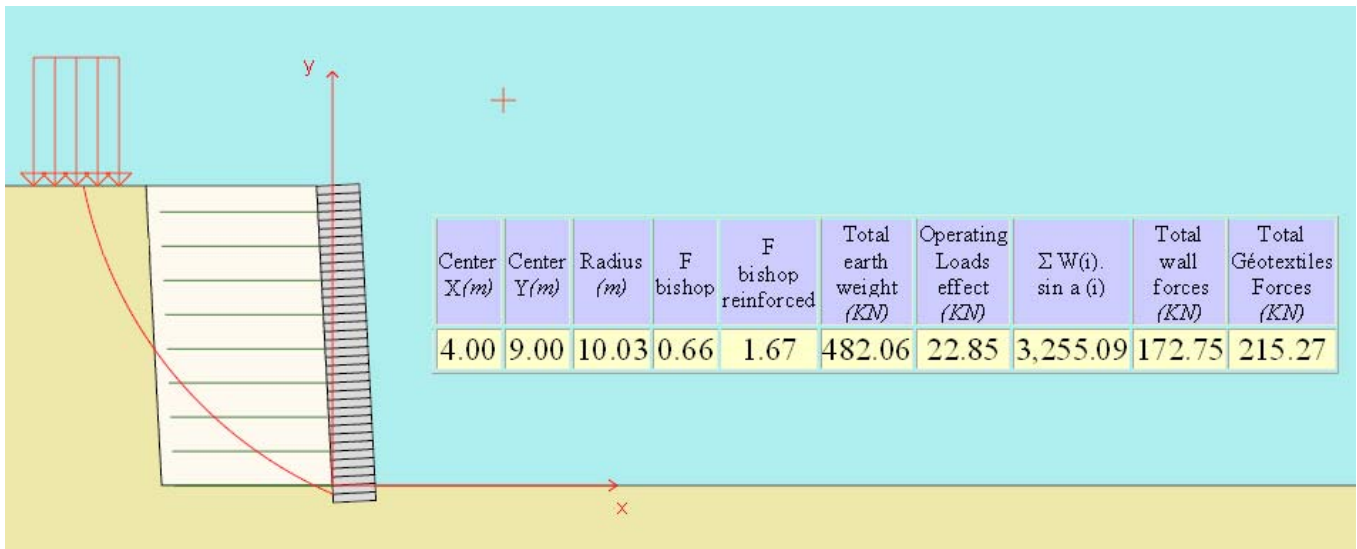 y
Center
X(m)
Center
Y(m)
Radius
(m)
F
bishop
F
bishop
reinforced
Total
earth
weight
(KN)
Operating
Loads
effect
(KN)
Σ W(i).
sin a (i)
Total
wall
forces
(KN)
Total
Géotextiles
Forces
(KN)
4.00 9.00 10.03 0.66 1.67 482.06 22.85 3,255.09 172.75 215.27
x